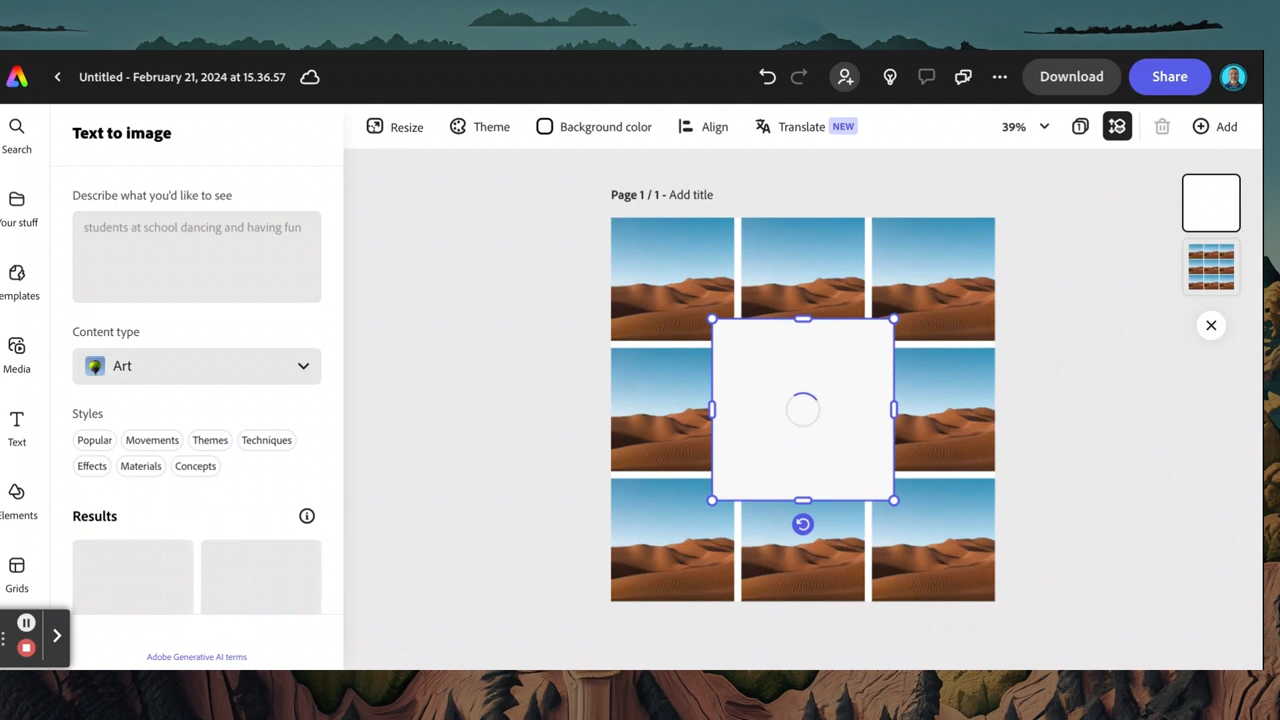 Untitled - February 21, 2024 at 15.36.57
Download
Share
Search
Your stuff
Templates
Media
Text
Elements
Grids
Text to image
Describe what you'd like to see
students at school dancing and having fun
Content type
Art
Styles
Popular Movements Themes Techniques
Effects Materials Concepts
Results
Adobe Generative AI terms
Resize Theme Background color Align Translate NEW 39% 1 Add
Page 1 / 1 - Add title